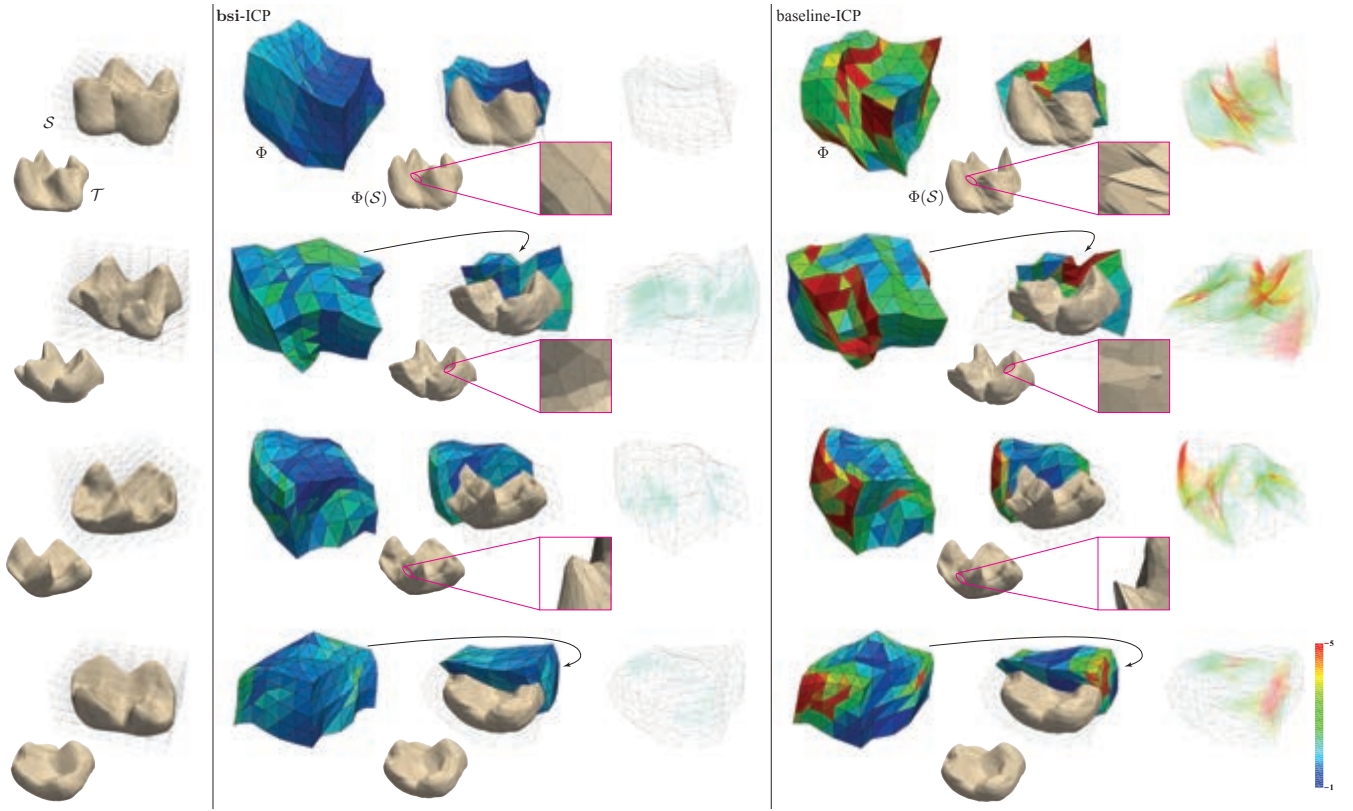 bsi-ICP
baseline-ICP
𝒮
𝒯
Φ
Φ(𝒮)
Φ
Φ(𝒮)
5
1